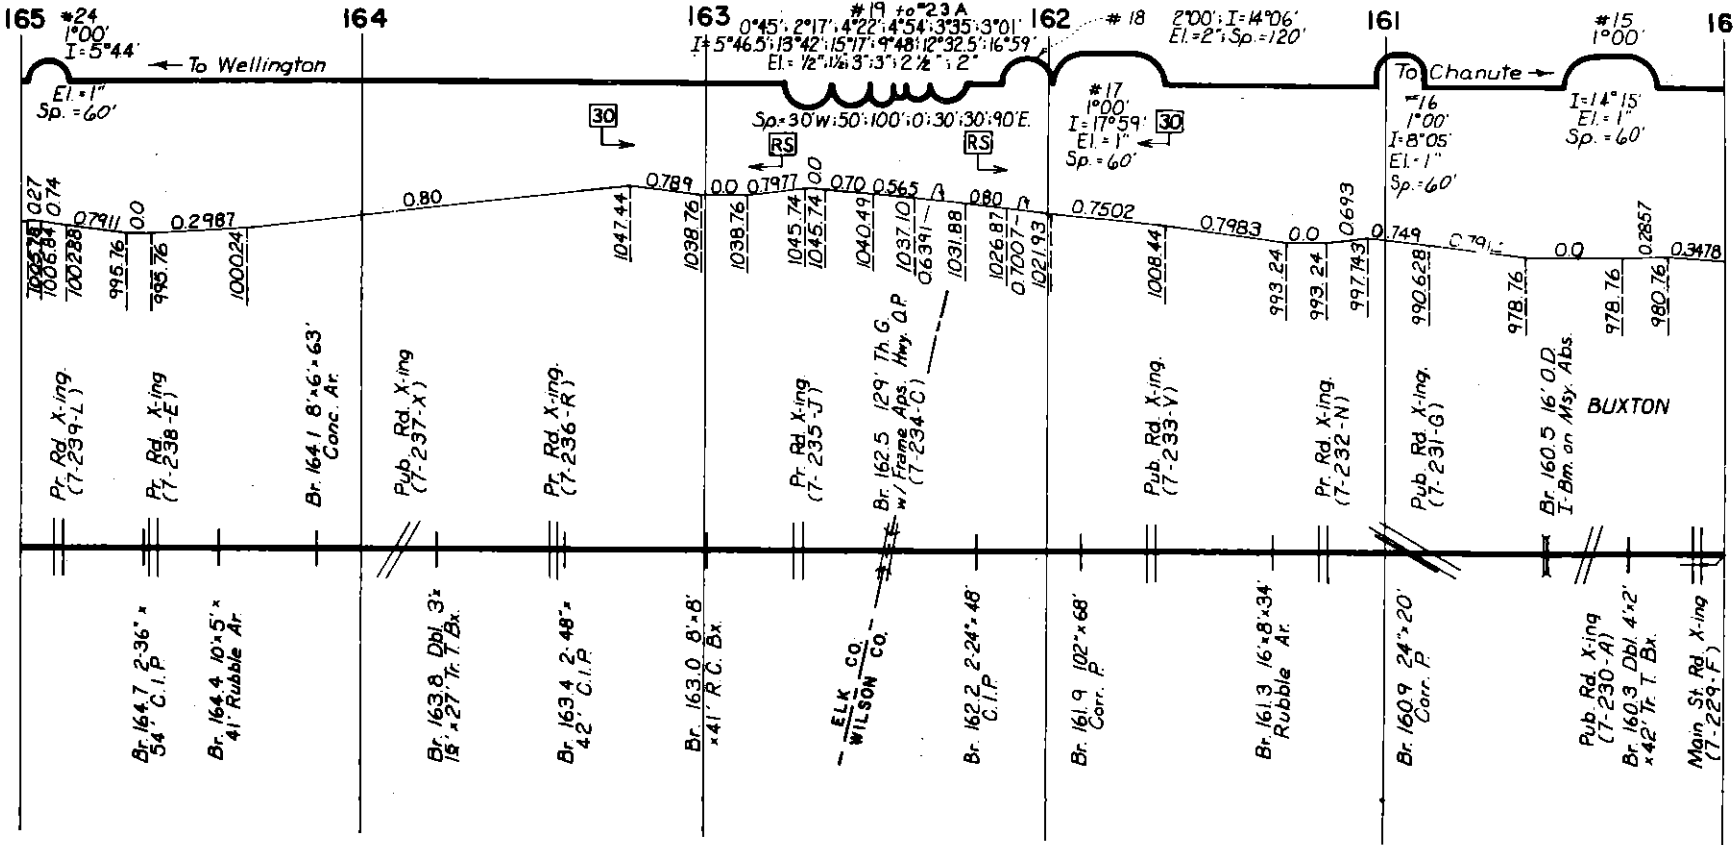 165
164
163
162
161
16
#24
1°00'
I=5°44'
El.=1"
Sp.=60'
← To Wellington
#19 to #23 A
0°45'; 2°17'; 4°22'; 4°54'; 3°35'; 3°01'
I=5°46.5'; 13°42'; 15°17'; 9°48'; 12°32.5'; 16°59'
El.=½"; 1½; 3"; 3"; 2½"; 2"
Sp.=30'W; 50'; 100'; 0'; 30'; 30'; 90'E.
#18
2°00'; I=14°06'
El.=2"; Sp.=120'
#17
1°00'
I=17°59'
El.=1"
Sp.=60'
To Chanute →
#16
1°00'
I=8°05'
El.=1"
Sp.=60'
#15
1°00'
I=14°15'
El.=1"
Sp.=60'
30
RS
RS
30
0.27
0.74
0.7911
0.0
0.2987
0.80
0.789
0.0
0.7977
0.0
0.70
0.565
0.6391
0.80
0.7007
0.7502
0.7983
0.0
0.693
0.749
0.0
0.2857
0.3478
1005.78
1006.84
1002.88
995.76
995.76
1000.24
1047.44
1038.76
1038.76
1045.74
1045.74
1040.49
1037.10
1031.88
1026.87
1021.93
1008.44
993.24
993.24
997.743
990.628
978.76
978.76
980.76
Pr. Rd. X-ing.
(7-239-L)
Pr. Rd. X-ing
(7-238-E)
Br. 164.1 8'×6'×63'
Conc. Ar.
Pub. Rd. X-ing
(7-237-X)
Pr. Rd. X-ing.
(7-236-R)
Pr. Rd. X-ing.
(7-235-J)
Br. 162.5 129' Th. G.
w/ Frame Aps. Hwy. O.P.
(7-234-C)
Pub. Rd. X-ing.
(7-233-V)
Pr. Rd. X-ing.
(7-232-N)
Pub. Rd. X-ing.
(7-231-G)
Br. 160.5 16' O.D.
I-Bm. on Msy. Abs.
BUXTON
Br. 164.7 2-36"×
54' C.I.P.
Br. 164.4 10'×5'×
41' Rubble Ar.
Br. 163.8 Dbl. 3'×
×27' Tr. T. Bx.
Br. 163.4 2-48"×
42' C.I.P.
Br. 163.0 8'×8'
×41' R.C. Bx.
ELK CO.
WILSON CO.
Br. 162.2 2-24"×48'
C.I.P.
Br. 161.9 102"×68'
Corr. P.
Br. 161.3 16'×8'×34'
Rubble Ar.
Br. 160.9 24"×20'
Corr. P.
Pub. Rd. X-ing
(7-230-A)
Br. 160.3 Dbl. 4'×2'
×42' Tr. T. Bx.
Main St. Rd. X-ing
(7-229-F)